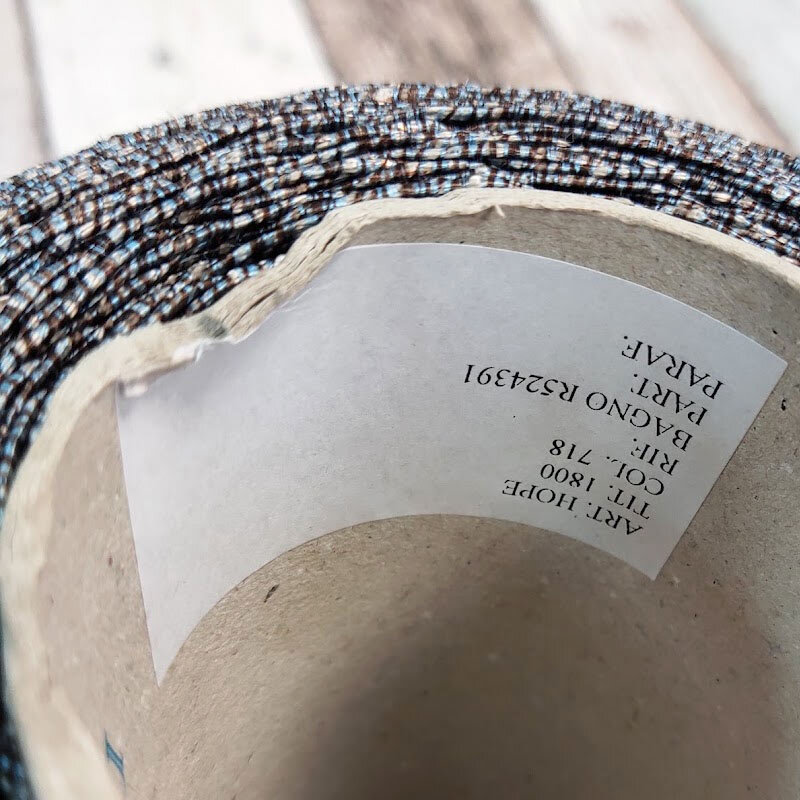 ART. HOPE
TIT. 1800
COL.. 718
RIF.
BAGNO R524391
PART.
PARAF.